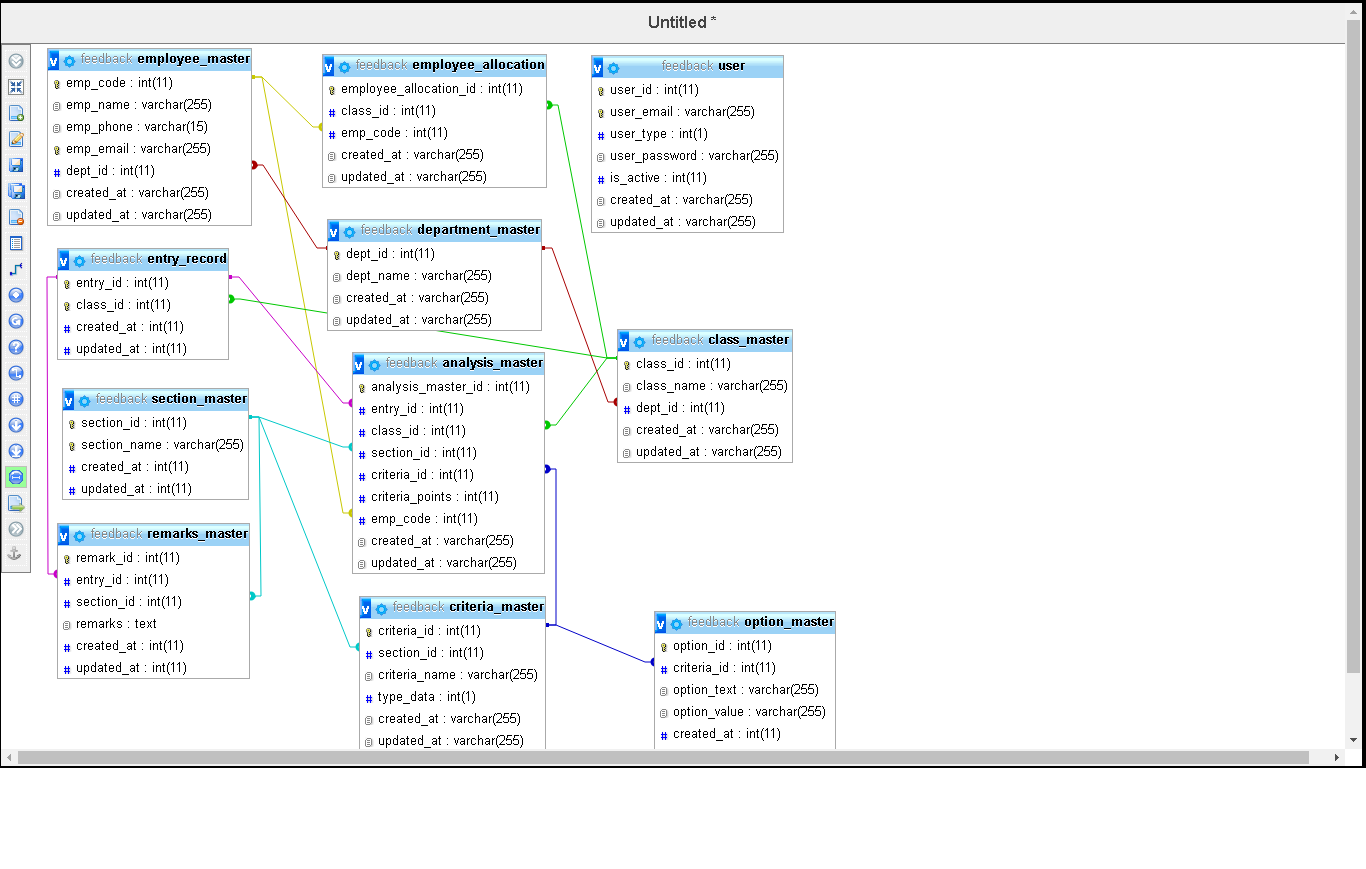 Untitled *
feedback employee_master
emp_code : int(11)
emp_name : varchar(255)
emp_phone : varchar(15)
emp_email : varchar(255)
dept_id : int(11)
created_at : varchar(255)
updated_at : varchar(255)
feedback employee_allocation
employee_allocation_id : int(11)
class_id : int(11)
emp_code : int(11)
created_at : varchar(255)
updated_at : varchar(255)
feedback user
user_id : int(11)
user_email : varchar(255)
user_type : int(1)
user_password : varchar(255)
is_active : int(11)
created_at : varchar(255)
updated_at : varchar(255)
feedback department_master
dept_id : int(11)
dept_name : varchar(255)
created_at : varchar(255)
updated_at : varchar(255)
feedback entry_record
entry_id : int(11)
class_id : int(11)
created_at : int(11)
updated_at : int(11)
feedback class_master
class_id : int(11)
class_name : varchar(255)
dept_id : int(11)
created_at : varchar(255)
updated_at : varchar(255)
feedback analysis_master
analysis_master_id : int(11)
entry_id : int(11)
class_id : int(11)
section_id : int(11)
criteria_id : int(11)
criteria_points : int(11)
emp_code : int(11)
created_at : varchar(255)
updated_at : varchar(255)
feedback section_master
section_id : int(11)
section_name : varchar(255)
created_at : int(11)
updated_at : int(11)
feedback remarks_master
remark_id : int(11)
entry_id : int(11)
section_id : int(11)
remarks : text
created_at : int(11)
updated_at : int(11)
feedback criteria_master
criteria_id : int(11)
section_id : int(11)
criteria_name : varchar(255)
type_data : int(1)
created_at : varchar(255)
updated_at : varchar(255)
feedback option_master
option_id : int(11)
criteria_id : int(11)
option_text : varchar(255)
option_value : varchar(255)
created_at : int(11)